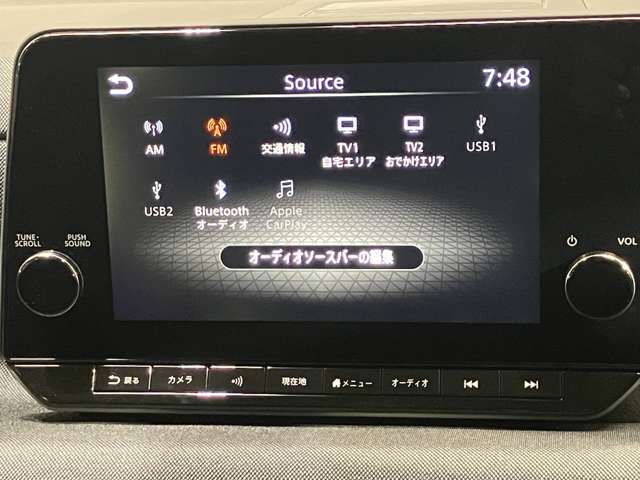 Source
7:48
AM
FM
交通情報
TV1
自宅エリア
TV2
おでかけエリア
USB1
USB2
Bluetooth
オーディオ
Apple
CarPlay
オーディオソースバーの編集
TUNE・
SCROLL
PUSH
SOUND
VOL
戻る
カメラ
現在地
メニュー
オーディオ